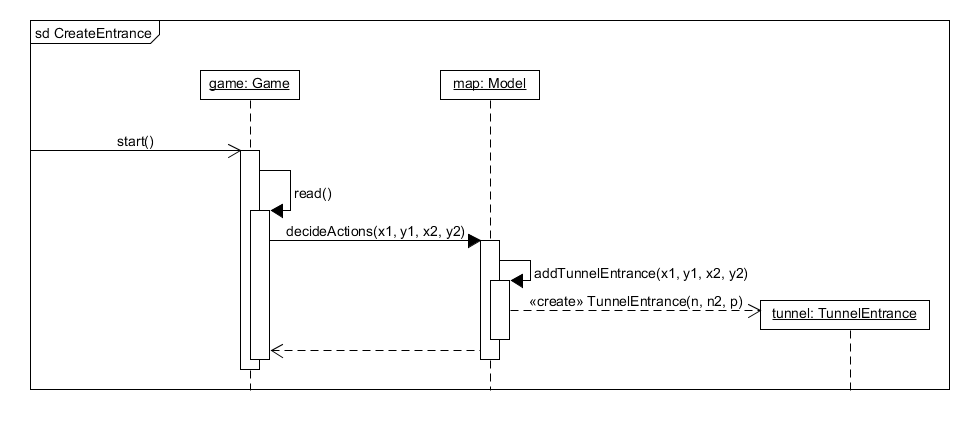 sd CreateEntrance
game: Game
map: Model
start()
read()
decideActions(x1, y1, x2, y2)
addTunnelEntrance(x1, y1, x2, y2)
«create» TunnelEntrance(n, n2, p)
tunnel: TunnelEntrance